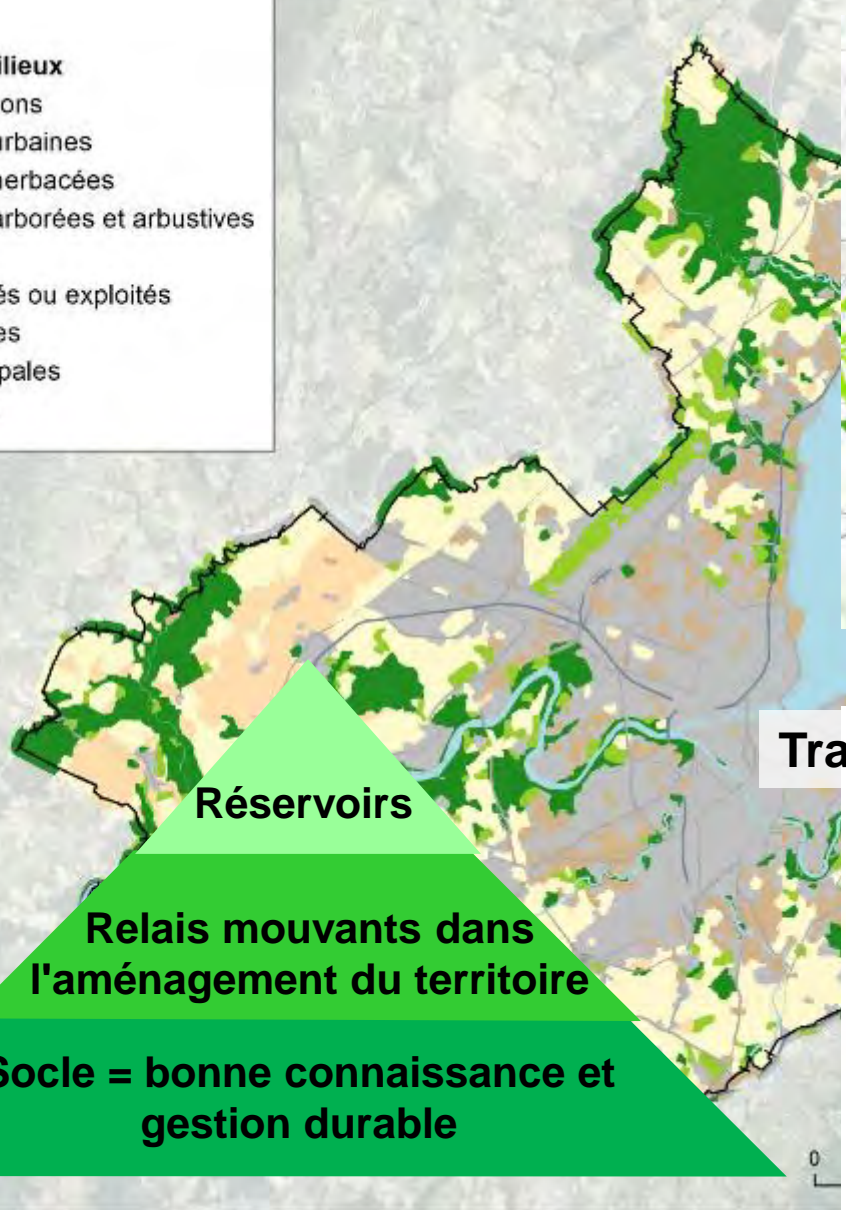 ilieux
ons
urbaines
herbacées
arborées et arbustives
és ou exploités
es
pales
Tra
Réservoirs
Relais mouvants dans
l'aménagement du territoire
Socle = bonne connaissance et
gestion durable
0